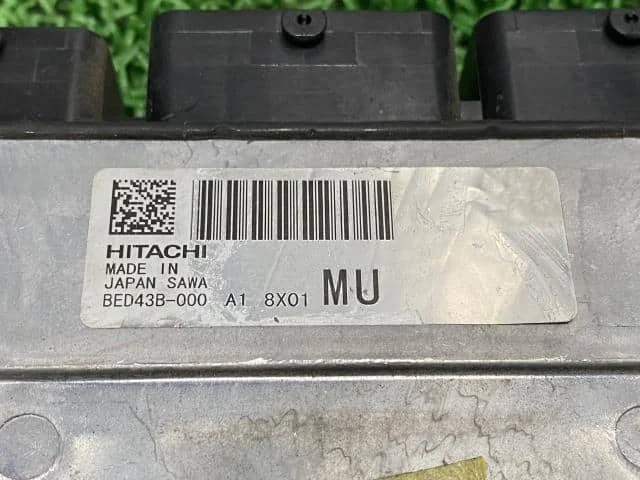 HITACHI
MADE IN
JAPAN SAWA
BED43B-000 A1 8X01 MU